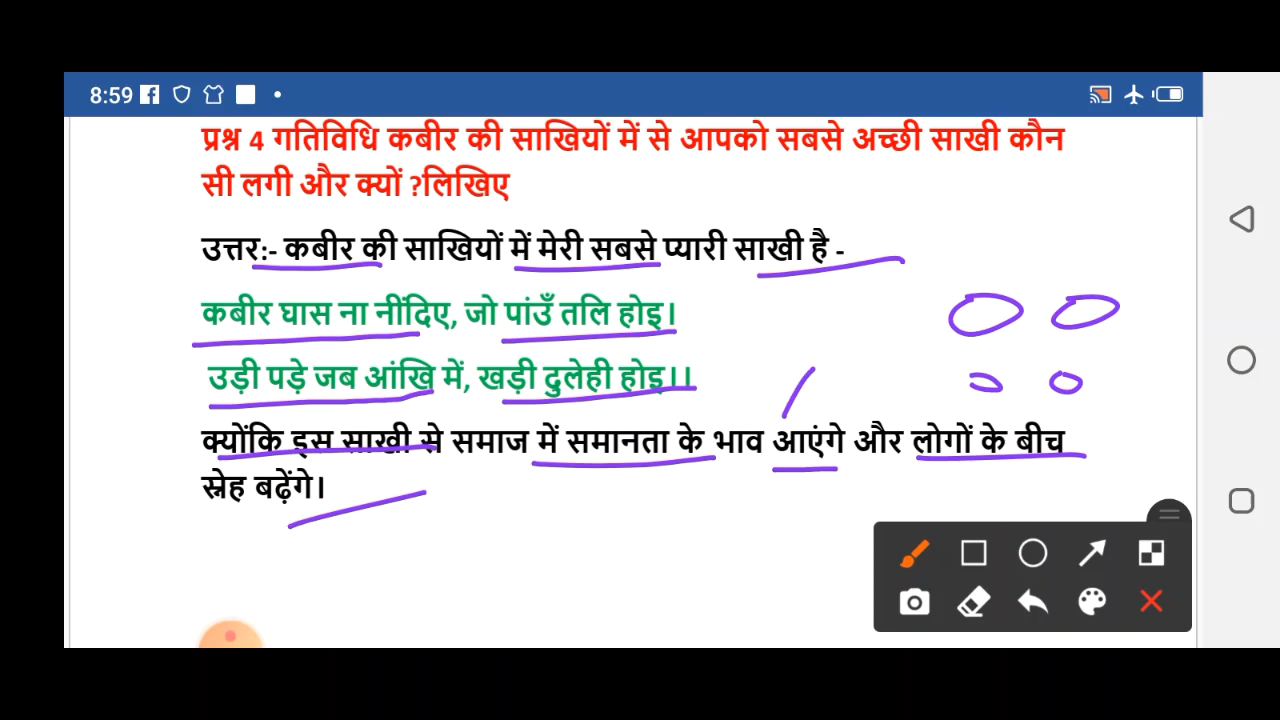 8:59
प्रश्न 4 गतिविधि कबीर की साखियों में से आपको सबसे अच्छी साखी कौन
सी लगी और क्यों ?लिखिए
उत्तर:- कबीर की साखियों में मेरी सबसे प्यारी साखी है -
कबीर घास ना नींदिए, जो पांउँ तलि होइ।
उड़ी पड़े जब आंखि में, खड़ी दुलेही होइ।।
क्योंकि इस साखी से समाज में समानता के भाव आएंगे और लोगों के बीच
स्नेह बढ़ेंगे।